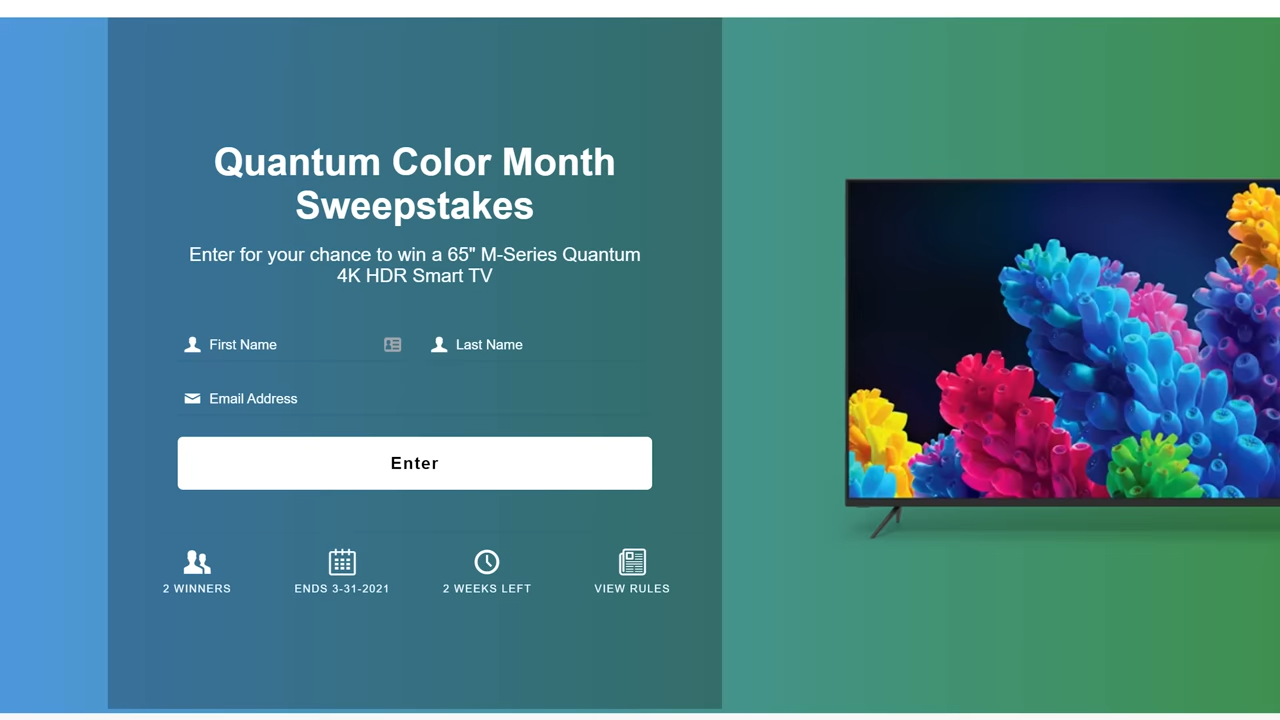 Quantum Color Month
Sweepstakes
Enter for your chance to win a 65" M-Series Quantum
4K HDR Smart TV
First Name
Last Name
Email Address
Enter
2 WINNERS
ENDS 3-31-2021
2 WEEKS LEFT
VIEW RULES